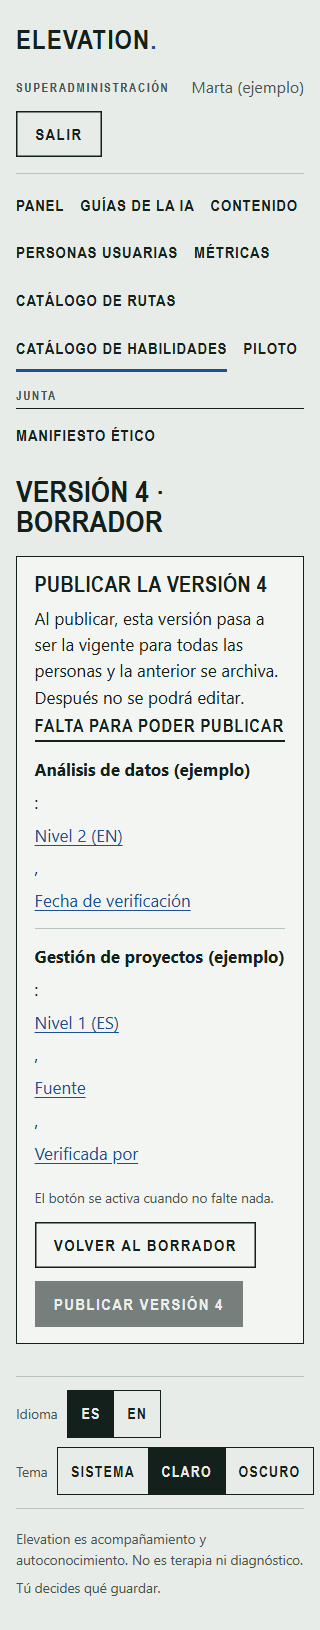 ELEVATION.
SUPERADMINISTRACIÓN Marta (ejemplo)
SALIR
PANEL GUÍAS DE LA IA CONTENIDO
PERSONAS USUARIAS MÉTRICAS
CATÁLOGO DE RUTAS
CATÁLOGO DE HABILIDADES PILOTO
JUNTA
MANIFIESTO ÉTICO
VERSIÓN 4 ·
BORRADOR
PUBLICAR LA VERSIÓN 4
Al publicar, esta versión pasa a
ser la vigente para todas las
personas y la anterior se archiva.
Después no se podrá editar.
FALTA PARA PODER PUBLICAR
Análisis de datos (ejemplo)
:
Nivel 2 (EN)
,
Fecha de verificación
Gestión de proyectos (ejemplo)
:
Nivel 1 (ES)
,
Fuente
,
Verificada por
El botón se activa cuando no falte nada.
VOLVER AL BORRADOR
PUBLICAR VERSIÓN 4
Idioma ES EN
Tema SISTEMA CLARO OSCURO
Elevation es acompañamiento y
autoconocimiento. No es terapia ni diagnóstico.
Tú decides qué guardar.